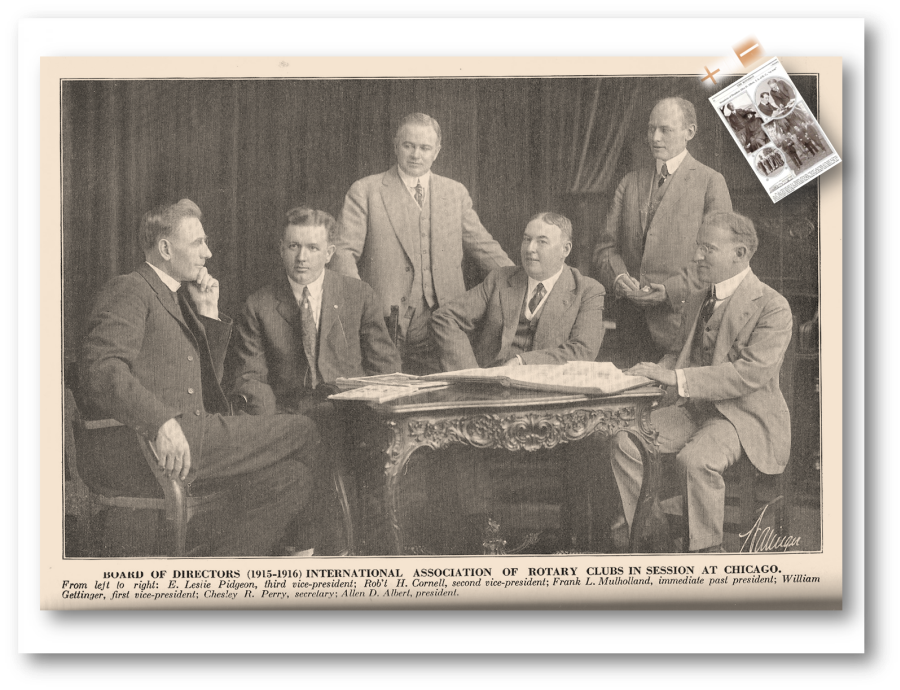 BOARD OF DIRECTORS (1915-1916) INTERNATIONAL ASSOCIATION OF ROTARY CLUBS IN SESSION AT CHICAGO.
From left to right: E. Leslie Pidgeon, third vice-president; Rob't H. Cornell, second vice-president; Frank L. Mulholland, immediate past president; William
Gettinger, first vice-president; Chesley R. Perry, secretary; Allen D. Albert, president.